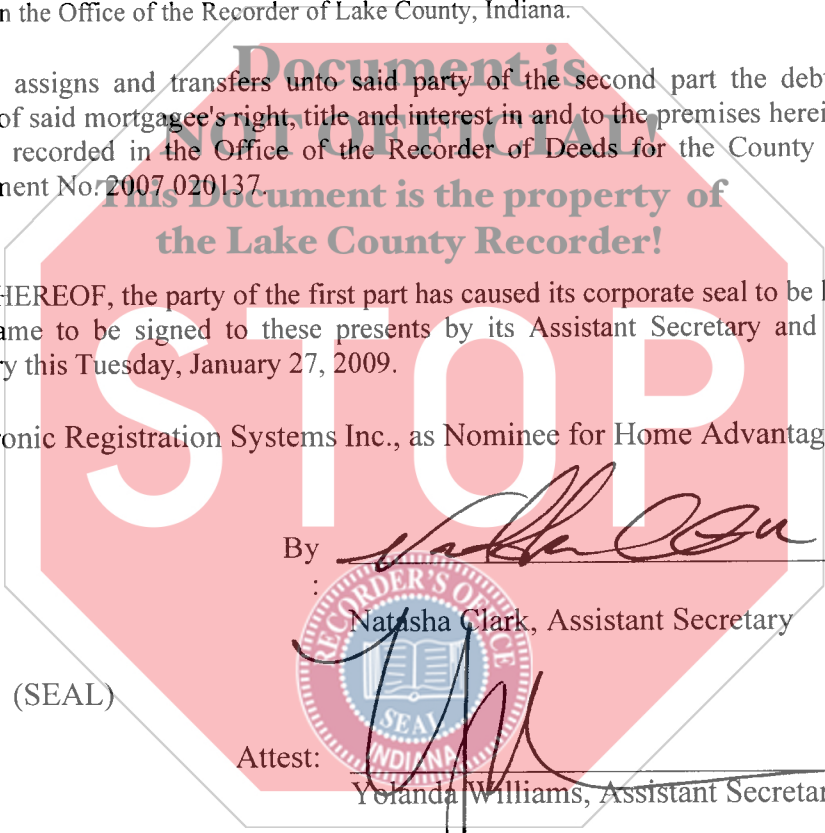 n the Office of the Recorder of Lake County, Indiana.
Document is
assigns and transfers unto said party of the second part the deb
of said mortgagee's right, title and interest in and to the premises herei
NOT OFFICIAL!
recorded in the Office of the Recorder of Deeds for the County
ment No. 2007 020137.
This Document is the property of
the Lake County Recorder!
HEREOF, the party of the first part has caused its corporate seal to be
ame to be signed to these presents by its Assistant Secretary and
ry this Tuesday, January 27, 2009.
STOP
ronic Registration Systems Inc., as Nominee for Home Advantag
By
:
RECORDER'S OFFICE
Natasha Clark, Assistant Secretary
(SEAL)
SEAL
INDIANA
Attest:
Yolanda Williams, Assistant Secretar